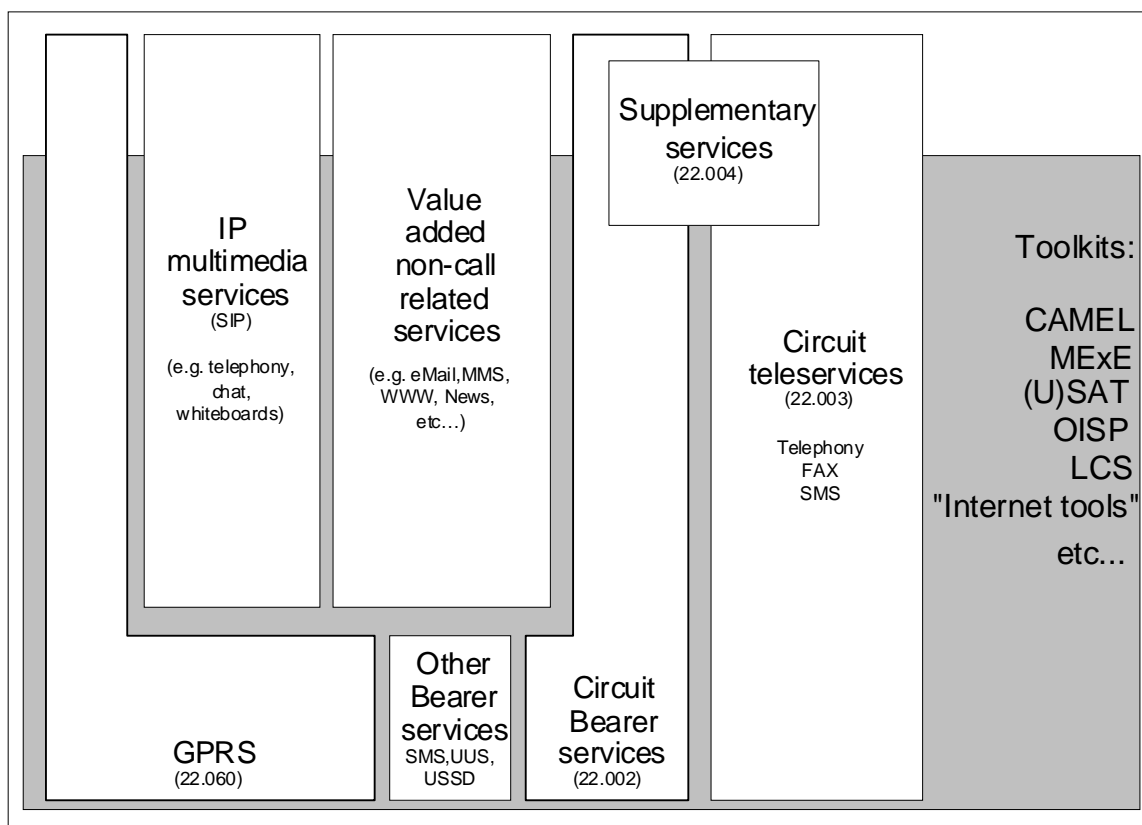 Supplementary
services
(22.004)
IP
multimedia
services
(SIP)
(e.g. telephony,
chat,
whiteboards)
Value
added
non-call
related
services
(e.g. eMail,MMS,
WWW, News,
etc…)
Circuit
teleservices
(22.003)
Telephony
FAX
SMS
Toolkits:
CAMEL
MExE
(U)SAT
OISP
LCS
"Internet tools"
etc...
GPRS
(22.060)
Other
Bearer
services
SMS,UUS,
USSD
Circuit
Bearer
services
(22.002)